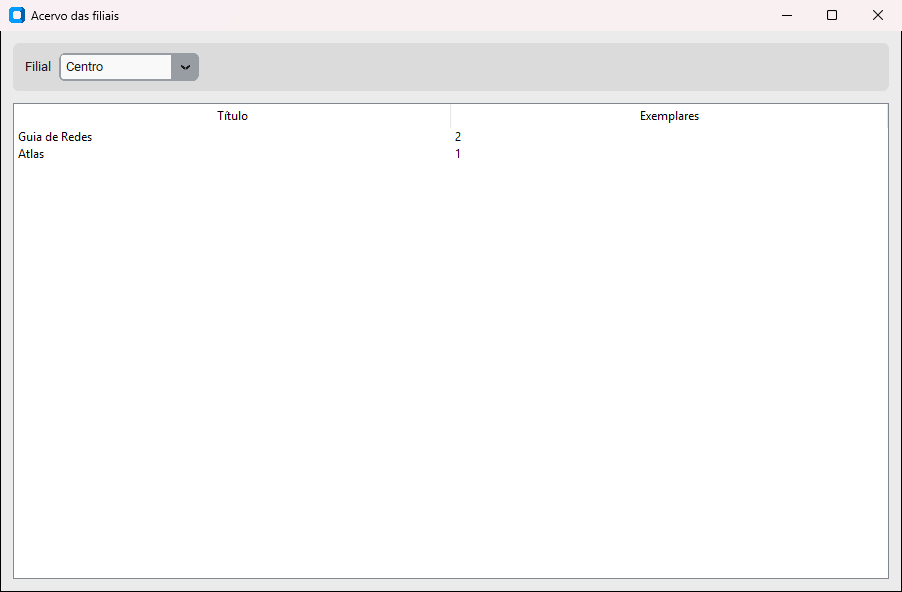 Acervo das filiais
Filial Centro
Título Exemplares
Guia de Redes 2
Atlas 1